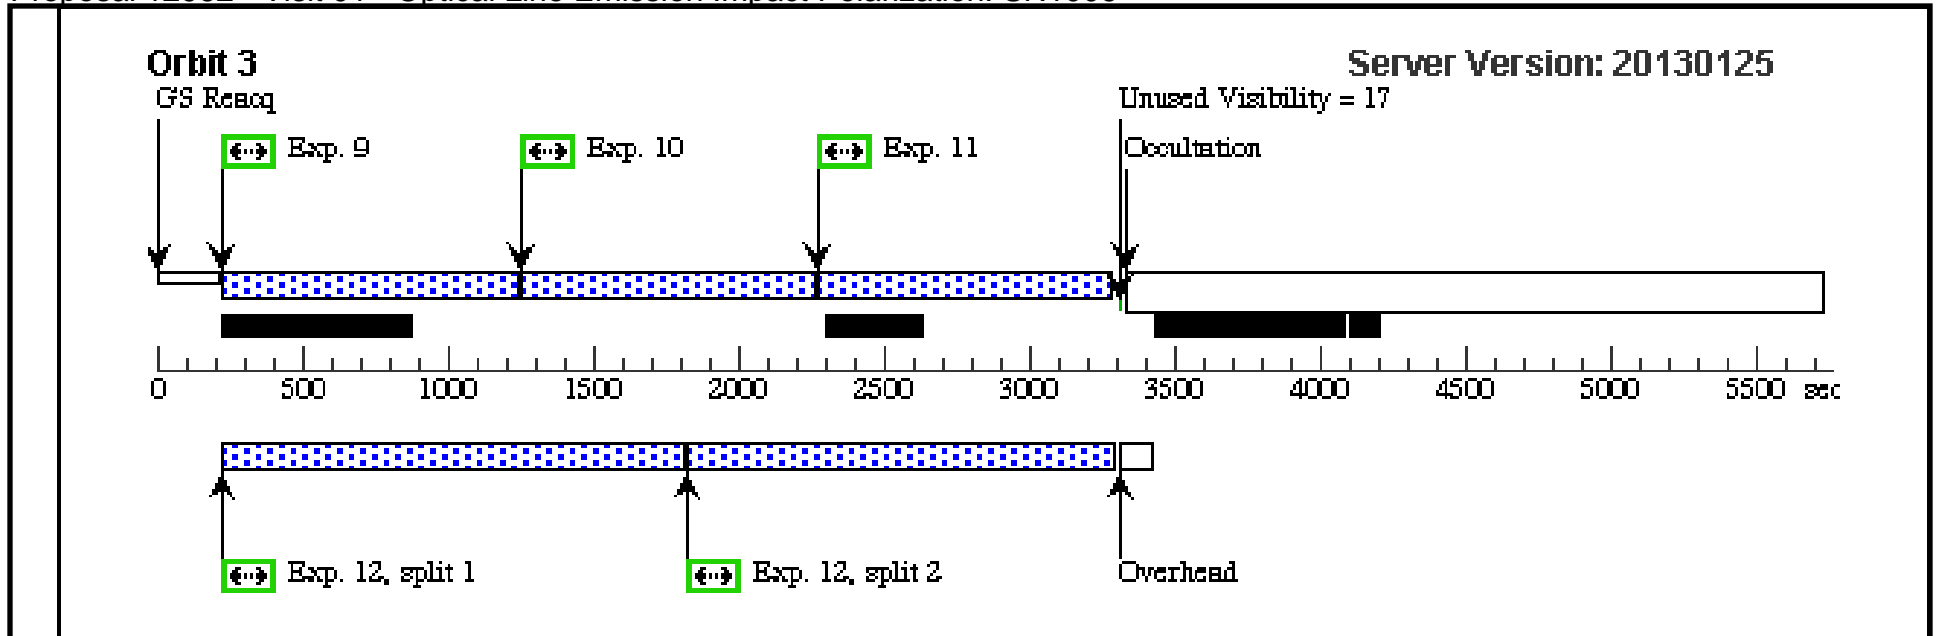 Orbit 3
Server Version: 20130125
GS Reacq
Unused Visibility = 17
Exp. 9
Exp. 10
Exp. 11
Occultation
0 500 1000 1500 2000 2500 3000 3500 4000 4500 5000 5500 sec
Exp. 12, split 1
Exp. 12, split 2
Overhead